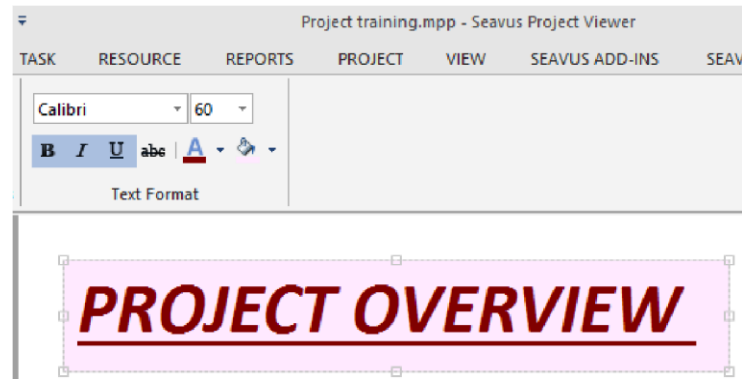 Project training.mpp - Seavus Project Viewer
TASK RESOURCE REPORTS PROJECT VIEW SEAVUS ADD-INS SEAV
Calibri 60
B I U abc A
Text Format
PROJECT OVERVIEW